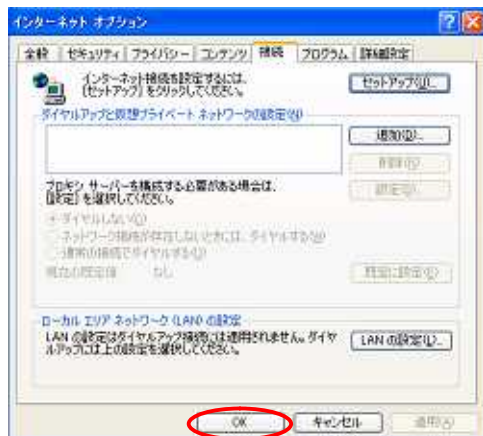 インターネット オプション
全般 セキュリティ プライバシー コンテンツ 接続 プログラム 詳細設定
インターネット接続を設定するには、
[セットアップ] をクリックしてください。
セットアップ(U)...
ダイヤルアップと仮想プライベート ネットワークの設定(N)
追加(D)...
削除(R)
プロキシ サーバーを構成する必要がある場合は、
[設定] を選択してください。
設定(S)...
ダイヤルしない(C)
ネットワーク接続が存在しないときには、ダイヤルする(W)
通常の接続でダイヤルする(O)
現在の既定値 なし
既定に設定(E)
ローカル エリア ネットワーク (LAN) の設定
LAN の設定はダイヤルアップ接続には適用されません。ダイヤ
ルアップには上の設定を選択してください。
LAN の設定(L)...
OK キャンセル 適用(A)